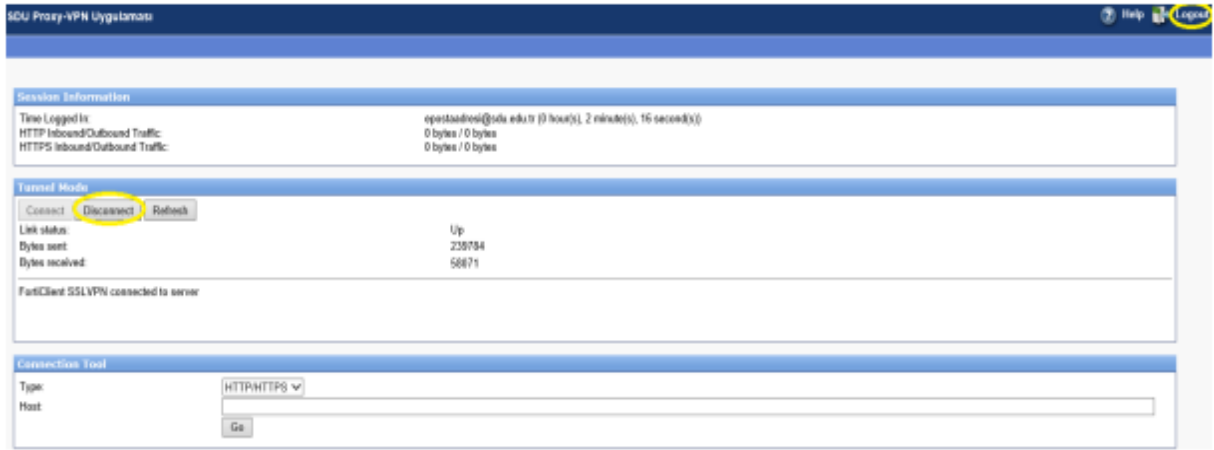 SDU Proxy-VPN Uygulaması
Help Logout
Session Information
Time Logged In: epostaadresi@sdu.edu.tr (0 hour(s), 2 minute(s), 16 second(s))
HTTP Inbound/Outbound Traffic: 0 bytes / 0 bytes
HTTPS Inbound/Outbound Traffic: 0 bytes / 0 bytes
Tunnel Mode
Connect Disconnect Refresh
Link status: Up
Bytes sent: 239784
Bytes received: 58871
FortiClient SSLVPN connected to server
Connection Tool
Type: HTTP/HTTPS
Host:
Go